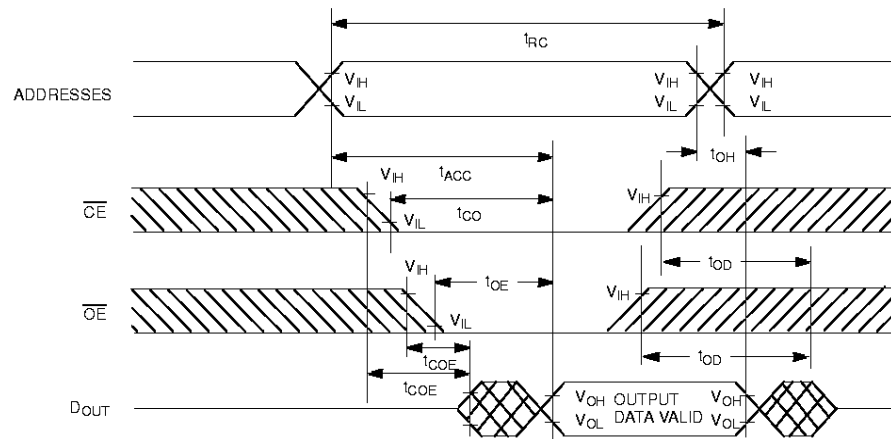 tRC
ADDRESSES
VIH VIH VIH
VIL VIL VIL
tOH
tACC
VIH VIH
CE tCO
VIL
tOD
VIH tOE VIH
OE
VIL
tCOE tOD
tCOE
DOUT VOH OUTPUT VOH
VOL DATA VALID VOL